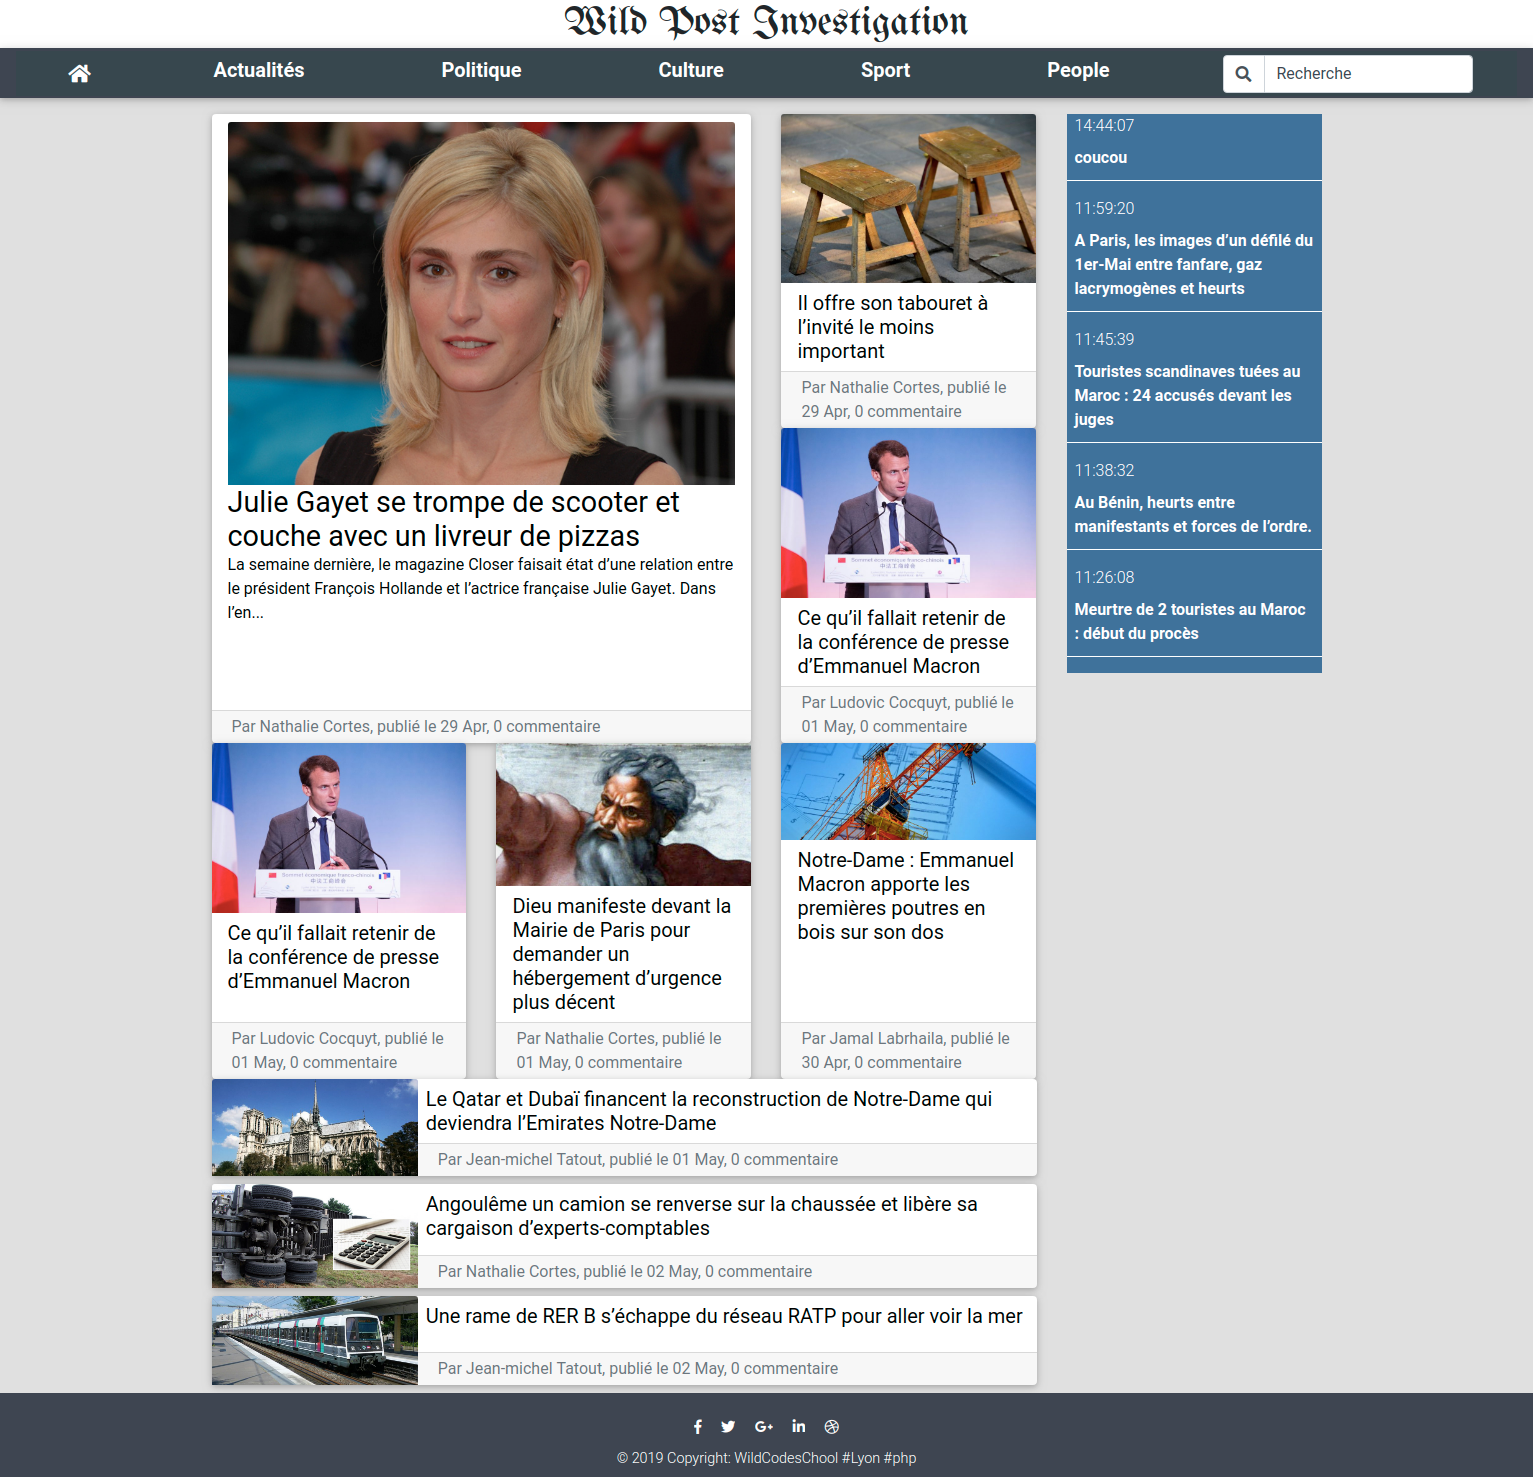 Wild Post Investigation
Actualités
Politique
Culture
Sport
People
Recherche
Julie Gayet se trompe de scooter et
couche avec un livreur de pizzas
La semaine dernière, le magazine Closer faisait état d’une relation entre
le président François Hollande et l’actrice française Julie Gayet. Dans
l’en...
Par Nathalie Cortes, publié le 29 Apr, 0 commentaire
Il offre son tabouret à
l’invité le moins
important
Par Nathalie Cortes, publié le
29 Apr, 0 commentaire
Ce qu’il fallait retenir de
la conférence de presse
d’Emmanuel Macron
Par Ludovic Cocquyt, publié le
01 May, 0 commentaire
14:44:07
coucou
11:59:20
A Paris, les images d’un défilé du
1er-Mai entre fanfare, gaz
lacrymogènes et heurts
11:45:39
Touristes scandinaves tuées au
Maroc : 24 accusés devant les
juges
11:38:32
Au Bénin, heurts entre
manifestants et forces de l’ordre.
11:26:08
Meurtre de 2 touristes au Maroc
: début du procès
Ce qu’il fallait retenir de
la conférence de presse
d’Emmanuel Macron
Par Ludovic Cocquyt, publié le
01 May, 0 commentaire
Dieu manifeste devant la
Mairie de Paris pour
demander un
hébergement d’urgence
plus décent
Par Nathalie Cortes, publié le
01 May, 0 commentaire
Notre-Dame : Emmanuel
Macron apporte les
premières poutres en
bois sur son dos
Par Jamal Labrhaila, publié le
30 Apr, 0 commentaire
Le Qatar et Dubaï financent la reconstruction de Notre-Dame qui
deviendra l’Emirates Notre-Dame
Par Jean-michel Tatout, publié le 01 May, 0 commentaire
Angoulême un camion se renverse sur la chaussée et libère sa
cargaison d’experts-comptables
Par Nathalie Cortes, publié le 02 May, 0 commentaire
Une rame de RER B s’échappe du réseau RATP pour aller voir la mer
Par Jean-michel Tatout, publié le 02 May, 0 commentaire
© 2019 Copyright: WildCodesChool #Lyon #php